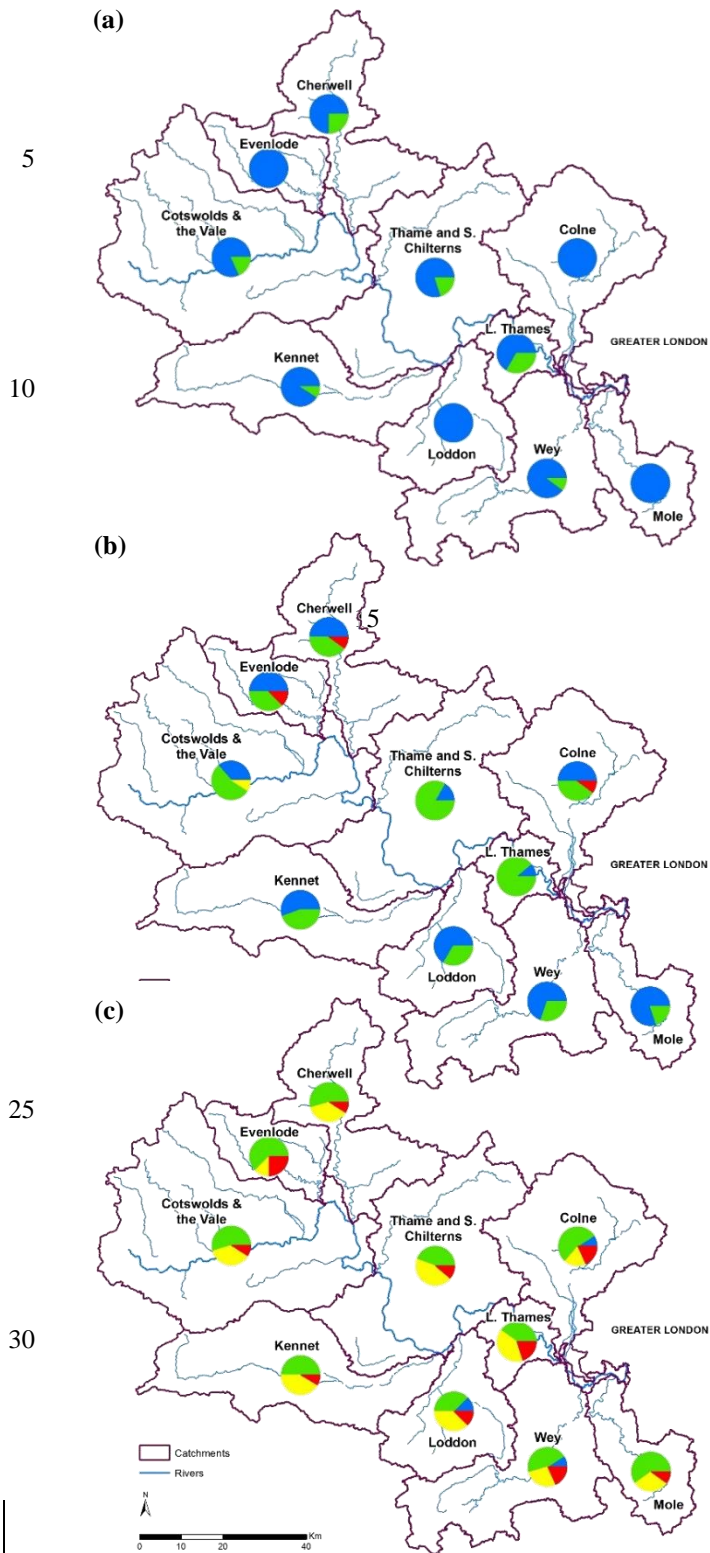 (a)
Cherwell
5
Evenlode
Cotswolds &
the Vale
Thame and S.
Chilterns
Colne
L. Thames
GREATER LONDON
Kennet
10
Loddon
Wey
Mole
(b)
Cherwell
15
Evenlode
Cotswolds &
the Vale
Thame and S.
Chilterns
Colne
L. Thames
GREATER LONDON
Kennet
Loddon
Wey
Mole
(c)
Cherwell
25
Evenlode
Cotswolds &
the Vale
Thame and S.
Chilterns
Colne
L. Thames
GREATER LONDON
30
Kennet
Loddon
Wey
Mole
Catchments
Rivers
N
Km
0 10 20 40